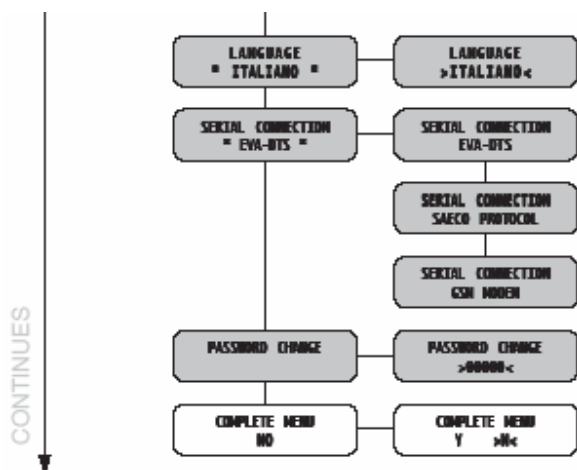 LANGUAGE
* ITALIANO *
LANGUAGE
>ITALIANO<
SERIAL CONNECTION
* EVA-DTS *
SERIAL CONNECTION
EVA-DTS
SERIAL CONNECTION
SAECO PROTOCOL
SERIAL CONNECTION
GSM MODEM
PASSWORD CHANGE
PASSWORD CHANGE
>00000<
COMPLETE MENU
NO
COMPLETE MENU
Y >N<
CONTINUES